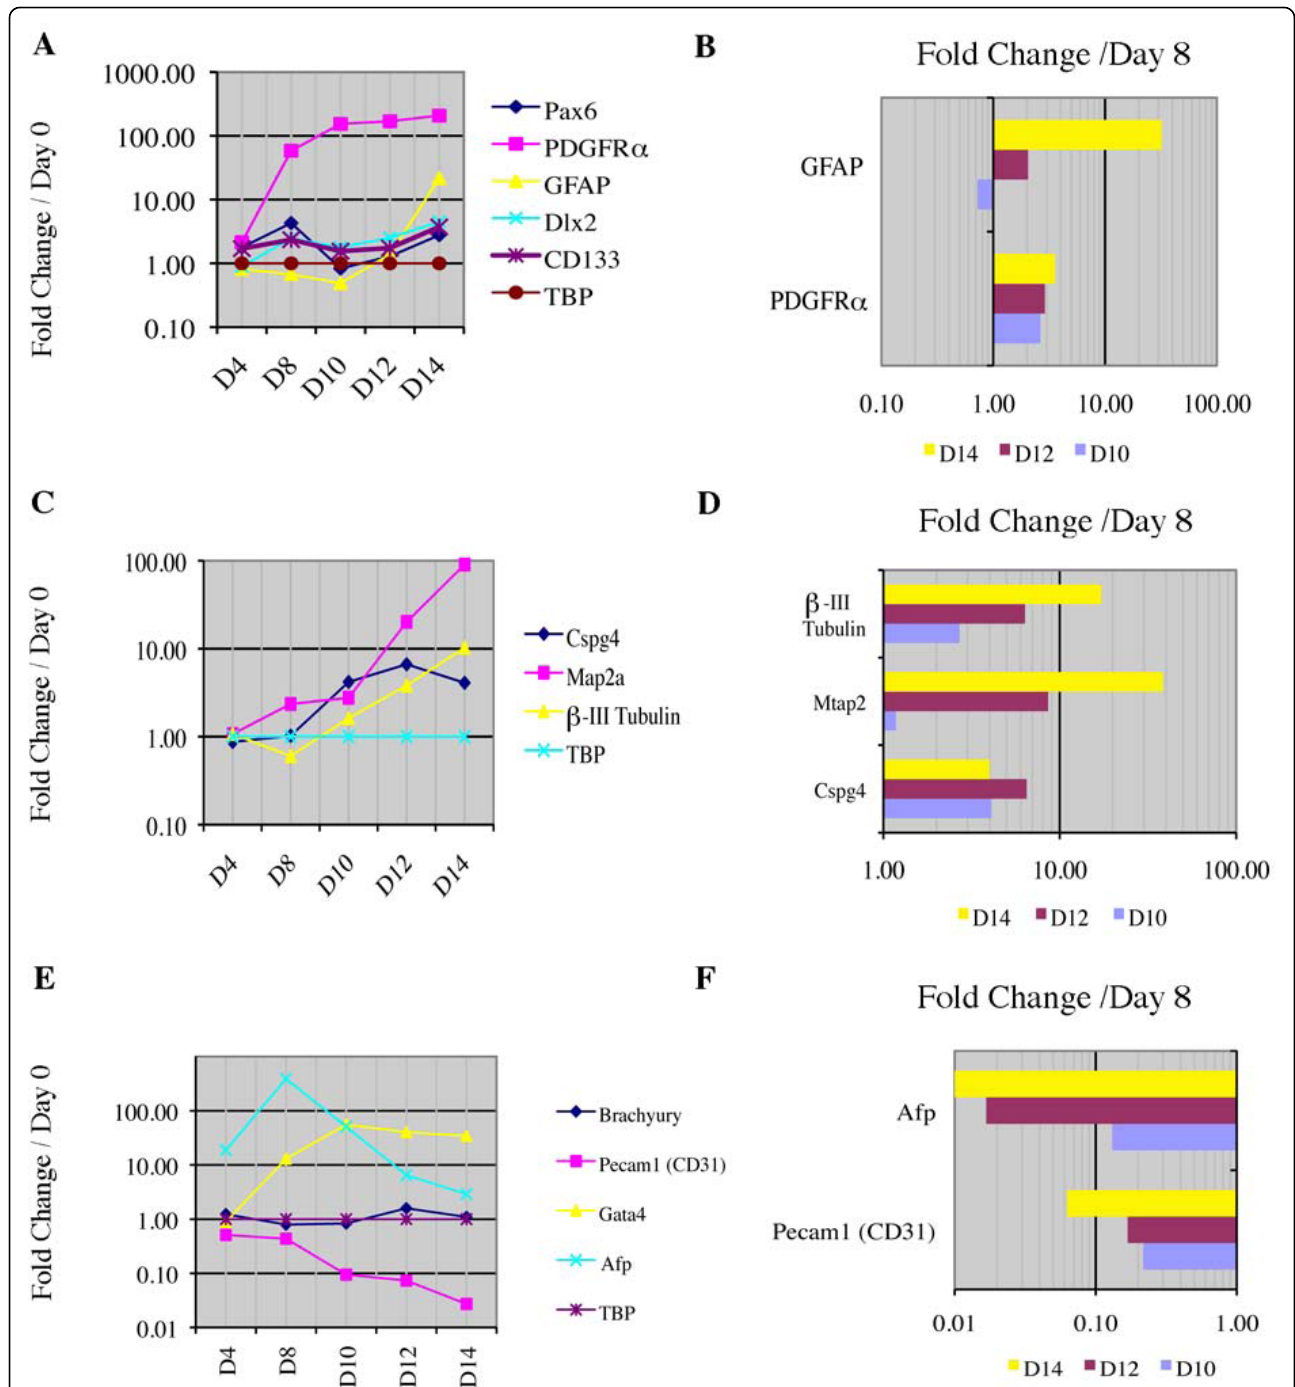 A
Fold Change / Day 0
1000.00
100.00
10.00
1.00
0.10
D4
D8
D10
D12
D14
Pax6
PDGFRα
GFAP
Dlx2
CD133
TBP
B
Fold Change /Day 8
GFAP
PDGFRα
0.10 1.00 10.00 100.00
D14 D12 D10
C
Fold Change / Day 0
100.00
10.00
1.00
0.10
D4
D8
D10
D12
D14
Cspg4
Map2a
β-III Tubulin
TBP
D
Fold Change /Day 8
β-III
Tubulin
Mtap2
Cspg4
1.00 10.00 100.00
D14 D12 D10
E
Fold Change / Day 0
100.00
10.00
1.00
0.10
0.01
D4
D8
D10
D12
D14
Brachyury
Pecam1 (CD31)
Gata4
Afp
TBP
F
Fold Change /Day 8
Afp
Pecam1 (CD31)
0.01 0.10 1.00
D14 D12 D10